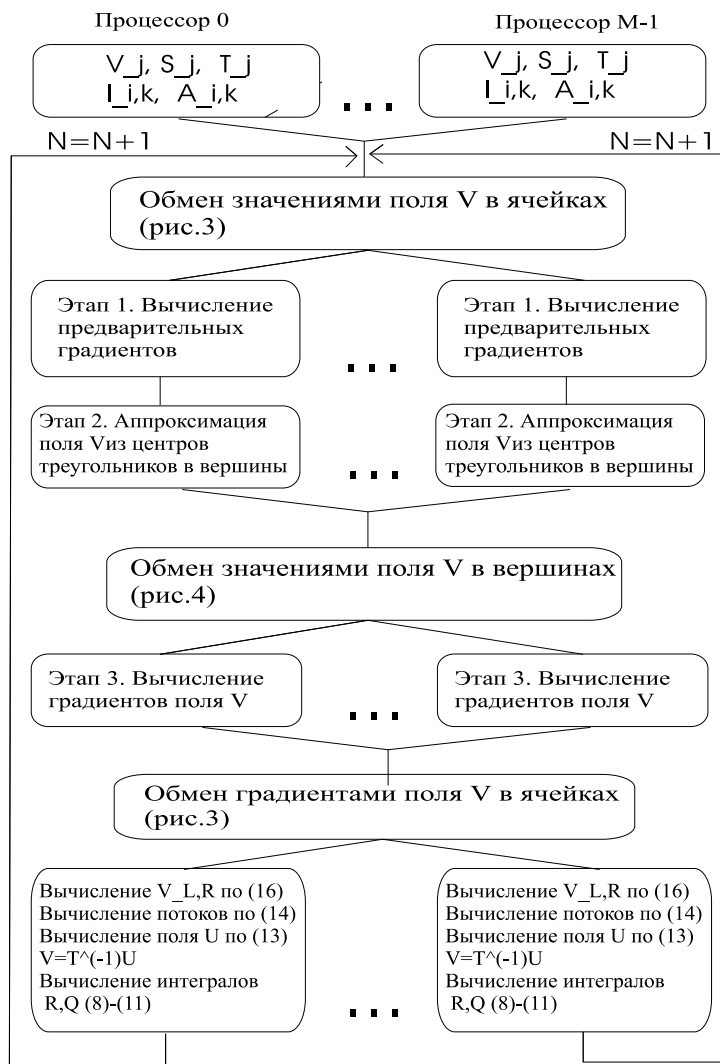 Процессор 0
Процессор M-1
V_j, S_j, T_j
I_i,k, A_i,k
...
V_j, S_j, T_j
I_i,k, A_i,k
N=N+1
N=N+1
Обмен значениями поля V в ячейках
(рис.3)
Этап 1. Вычисление
предварительных
градиентов
...
Этап 1. Вычисление
предварительных
градиентов
Этап 2. Аппроксимация
поля Vиз центров
треугольников в вершины
...
Этап 2. Аппроксимация
поля Vиз центров
треугольников в вершины
Обмен значениями поля V в вершинах
(рис.4)
Этап 3. Вычисление
градиентов поля V
...
Этап 3. Вычисление
градиентов поля V
Обмен градиентами поля V в ячейках
(рис.3)
Вычисление V_L,R по (16)
Вычисление потоков по (14)
Вычисление поля U по (13)
V=T^(-1)U
Вычисление интегралов
R,Q (8)-(11)
...
Вычисление V_L,R по (16)
Вычисление потоков по (14)
Вычисление поля U по (13)
V=T^(-1)U
Вычисление интегралов
R,Q (8)-(11)